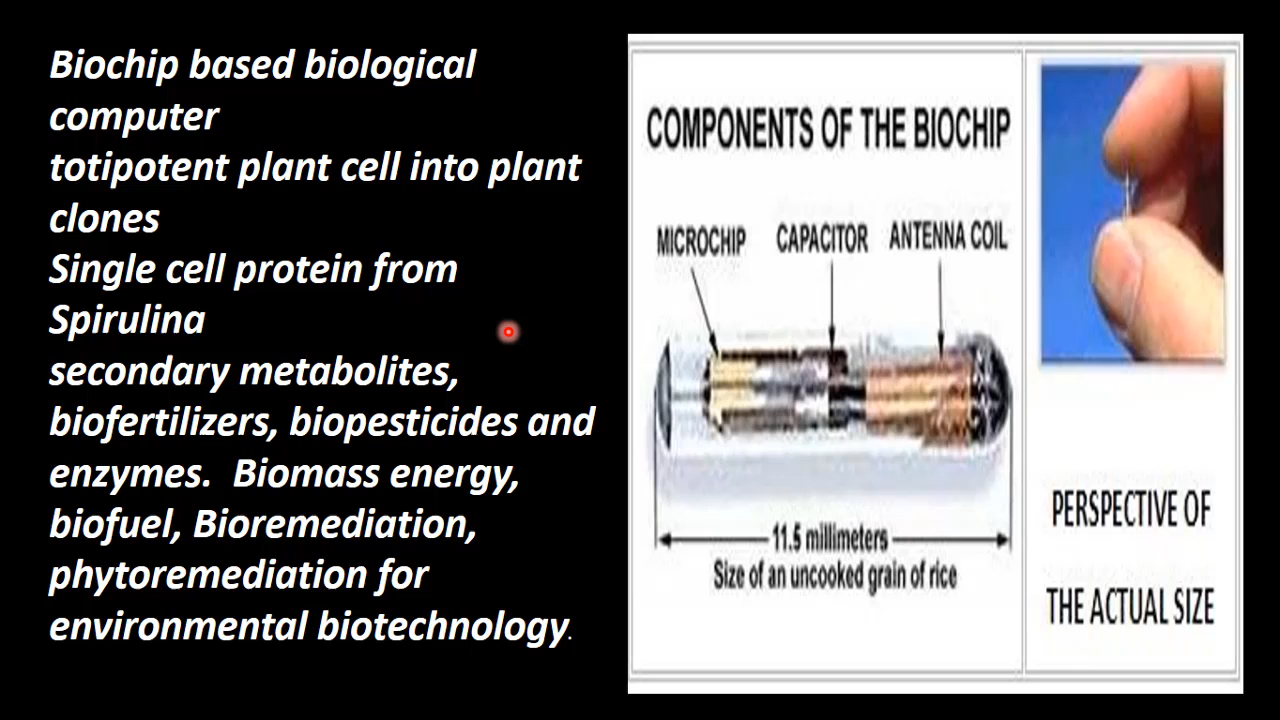 Biochip based biological
computer
totipotent plant cell into plant
clones
Single cell protein from
Spirulina
secondary metabolites,
biofertilizers, biopesticides and
enzymes.  Biomass energy,
biofuel, Bioremediation,
phytoremediation for
environmental biotechnology.
COMPONENTS OF THE BIOCHIP
MICROCHIP CAPACITOR ANTENNA COIL
11.5 millimeters
Size of an uncooked grain of rice
PERSPECTIVE OF
THE ACTUAL SIZE